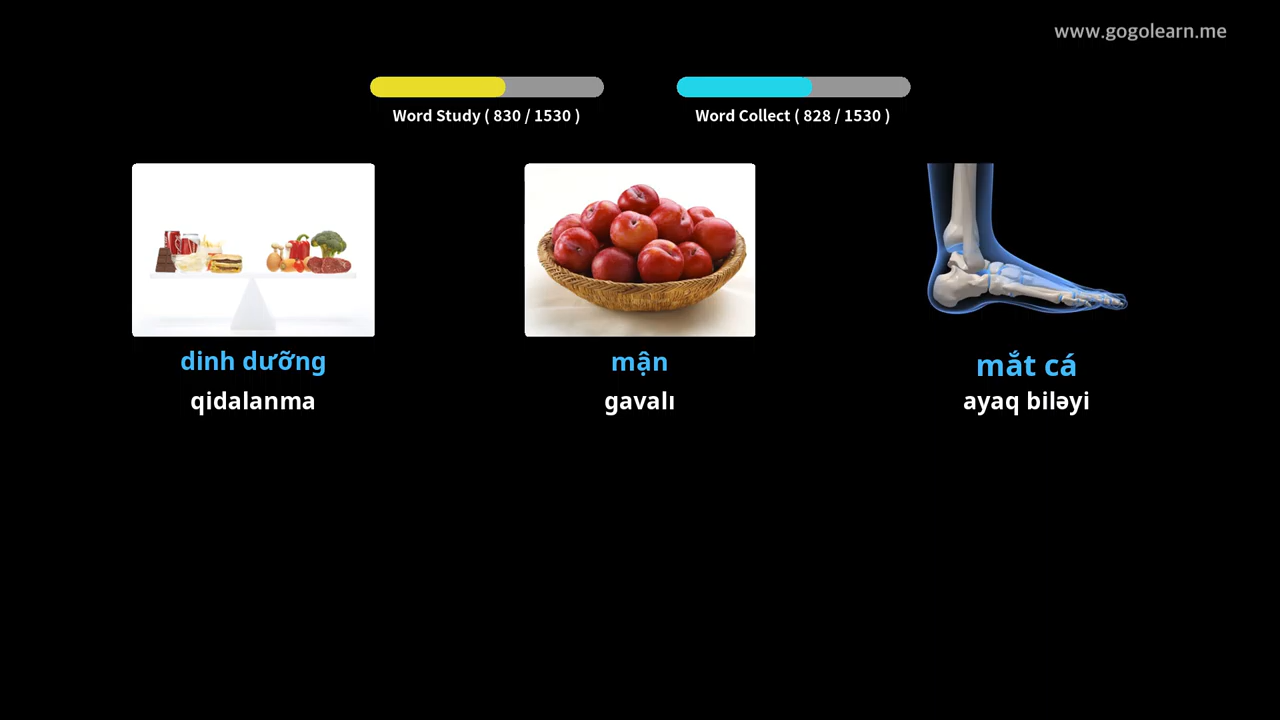 www.gogolearn.me
Word Study ( 830 / 1530 )
Word Collect ( 828 / 1530 )
dinh dưỡng
qidalanma
mận
gavalı
mắt cá
ayaq biləyi